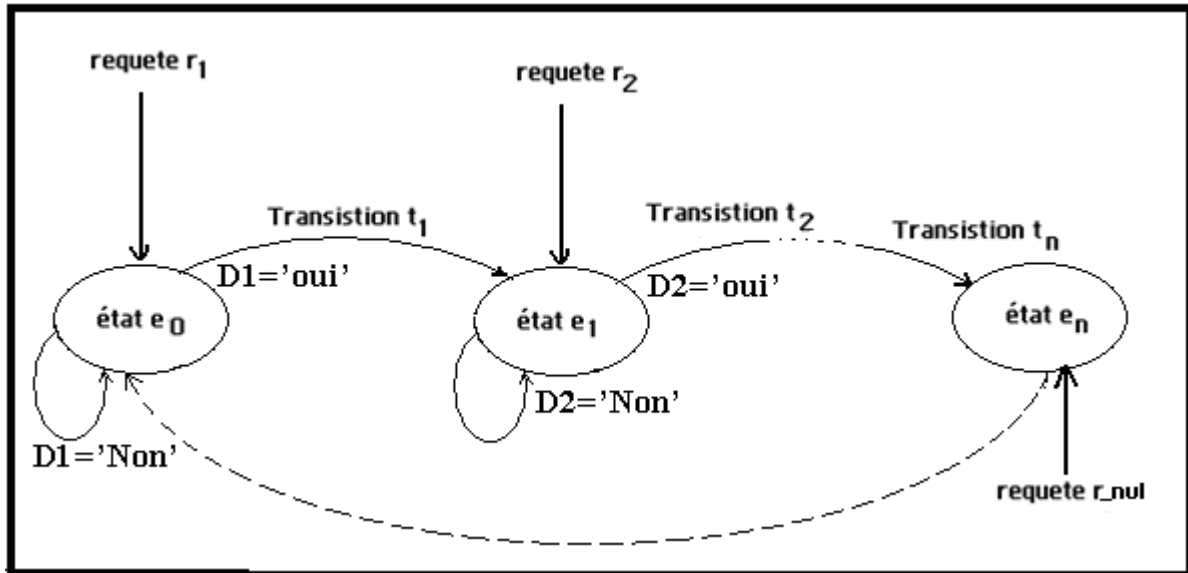 requete r1
requete r2
Transistion t1
Transistion t2
Transistion tn
D1='oui'
D2='oui'
état e0
état e1
état en
D1='Non'
D2='Non'
requete r_nul